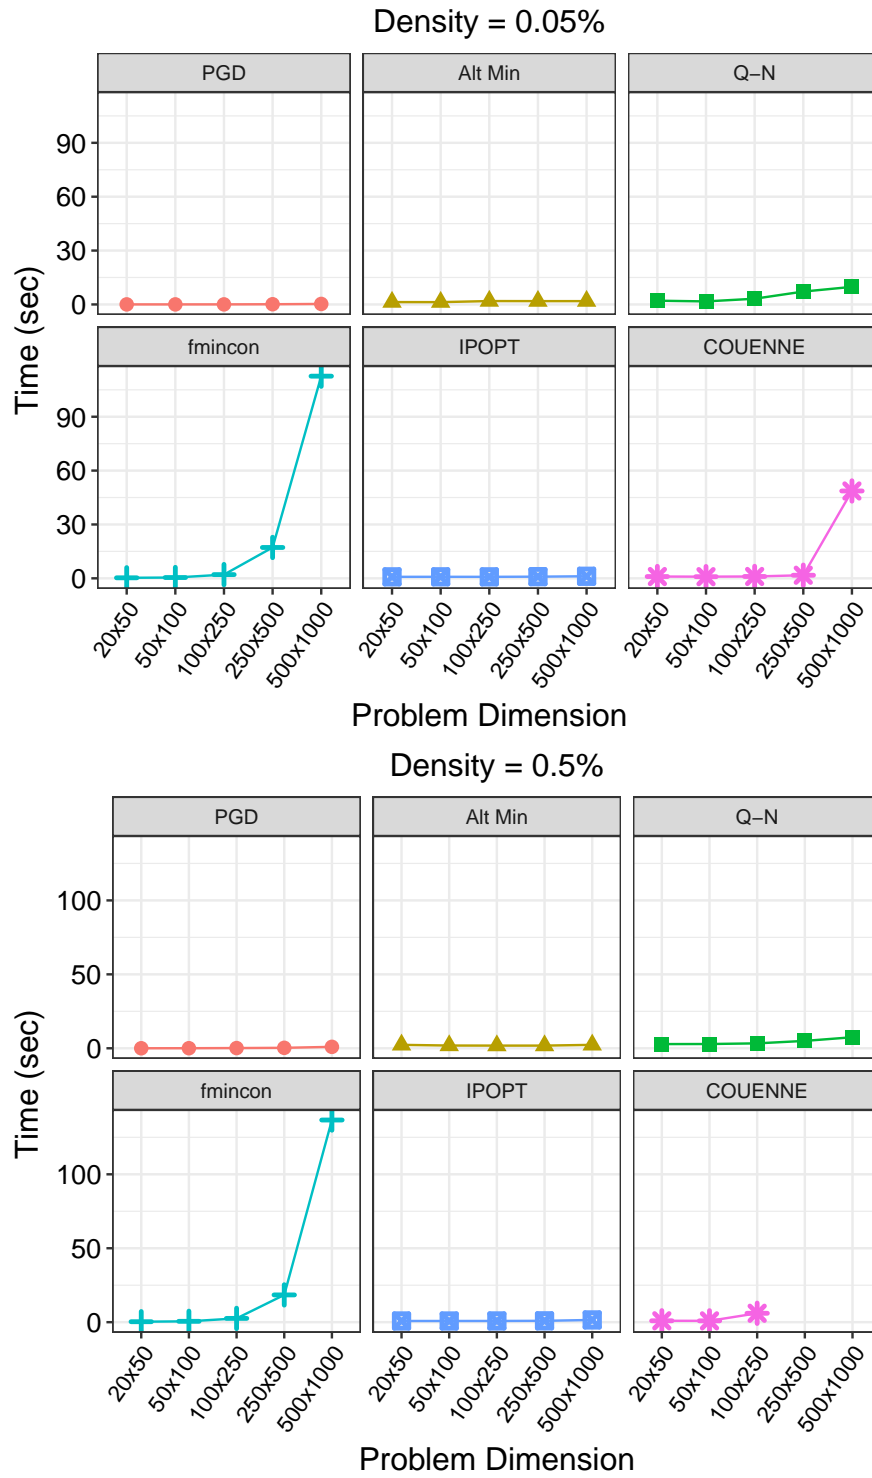 Density = 0.05%
PGD
Alt Min
Q−N
90
60
30
0
fmincon
IPOPT
COUENNE
90
60
30
0
Time (sec)
20x50
50x100
100x250
250x500
500x1000
20x50
50x100
100x250
250x500
500x1000
20x50
50x100
100x250
250x500
500x1000
Problem Dimension
Density = 0.5%
PGD
Alt Min
Q−N
100
50
0
fmincon
IPOPT
COUENNE
100
50
0
Time (sec)
20x50
50x100
100x250
250x500
500x1000
20x50
50x100
100x250
250x500
500x1000
20x50
50x100
100x250
250x500
500x1000
Problem Dimension